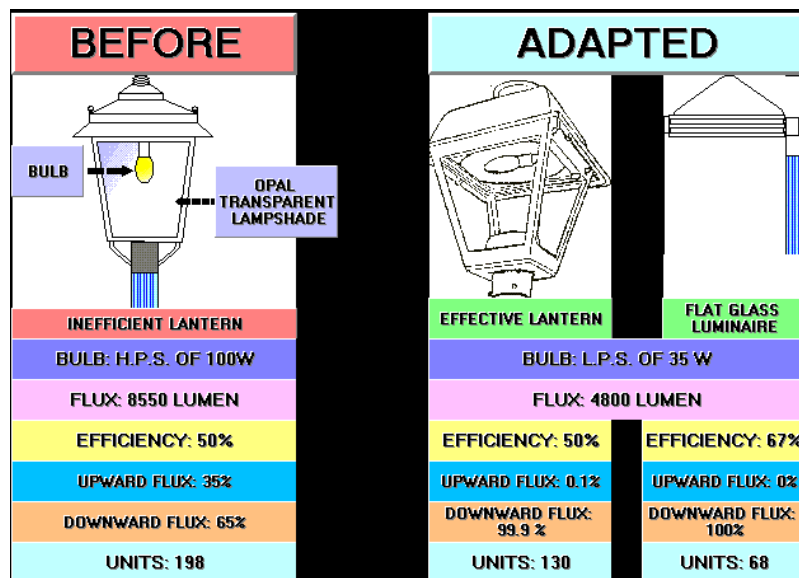 BEFORE
BULB
OPAL
TRANSPARENT
LAMPSHADE
INEFFICIENT LANTERN
BULB: H.P.S. OF 100W
FLUX: 8550 LUMEN
EFFICIENCY: 50%
UPWARD FLUX: 35%
DOWNWARD FLUX: 65%
UNITS: 198
ADAPTED
EFFECTIVE LANTERN
FLAT GLASS
LUMINAIRE
BULB: L.P.S. OF 35 W
FLUX: 4800 LUMEN
EFFICIENCY: 50%
EFFICIENCY: 67%
UPWARD FLUX: 0.1%
UPWARD FLUX: 0%
DOWNWARD FLUX:
99.9 %
DOWNWARD FLUX:
100%
UNITS: 130
UNITS: 68